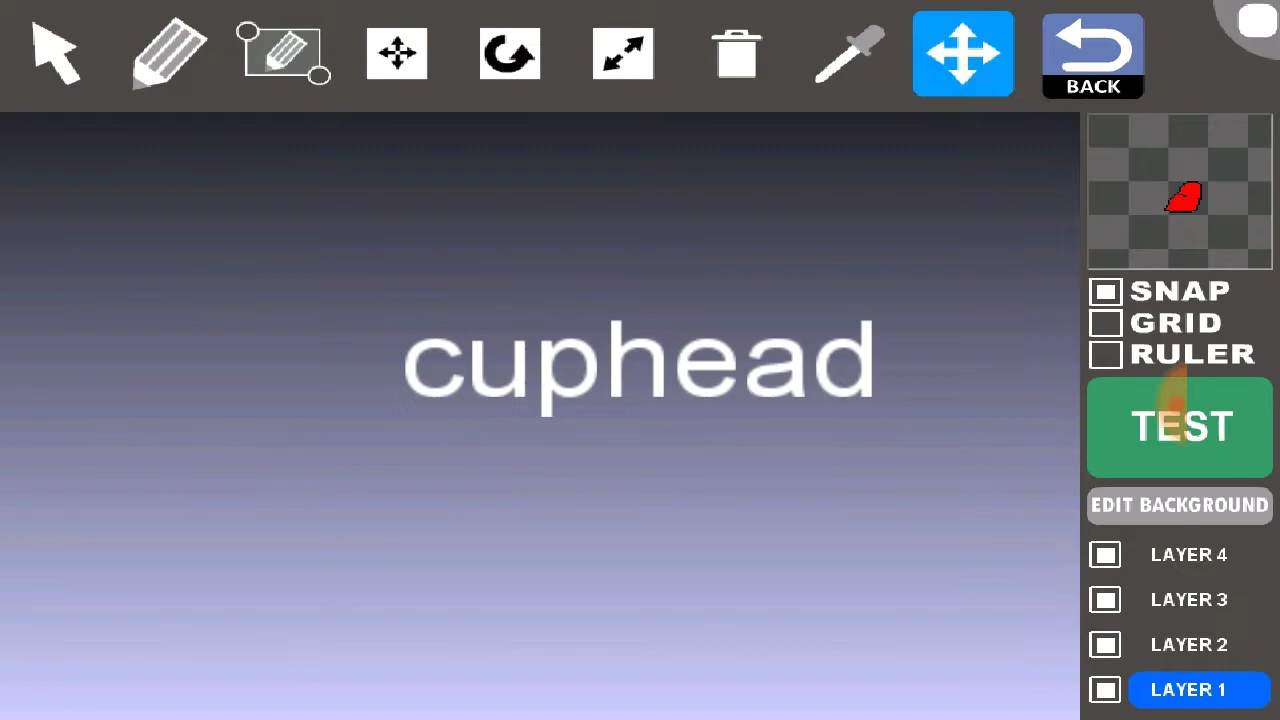 BACK
cuphead
SNAP
GRID
RULER
TEST
EDIT BACKGROUND
LAYER 4
LAYER 3
LAYER 2
LAYER 1